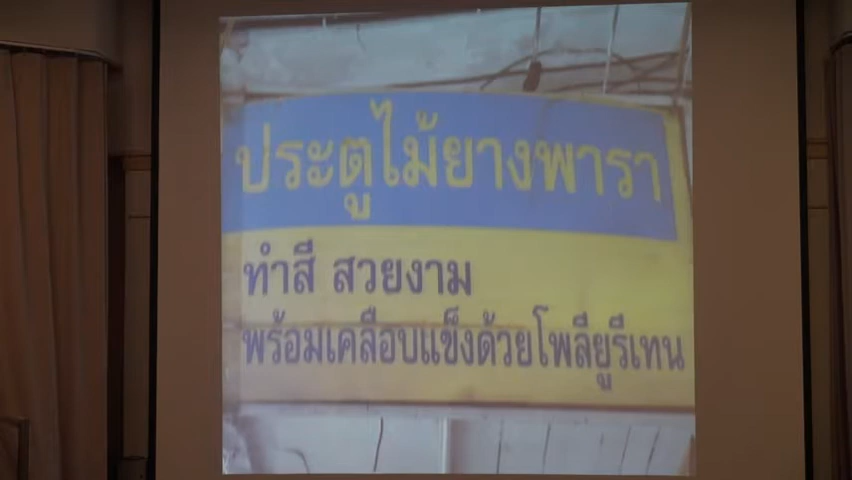 ประตูไม้ยางพารา
ทำสี สวยงาม
พร้อมเคลือบแข็งด้วยโพลียูรีเทน